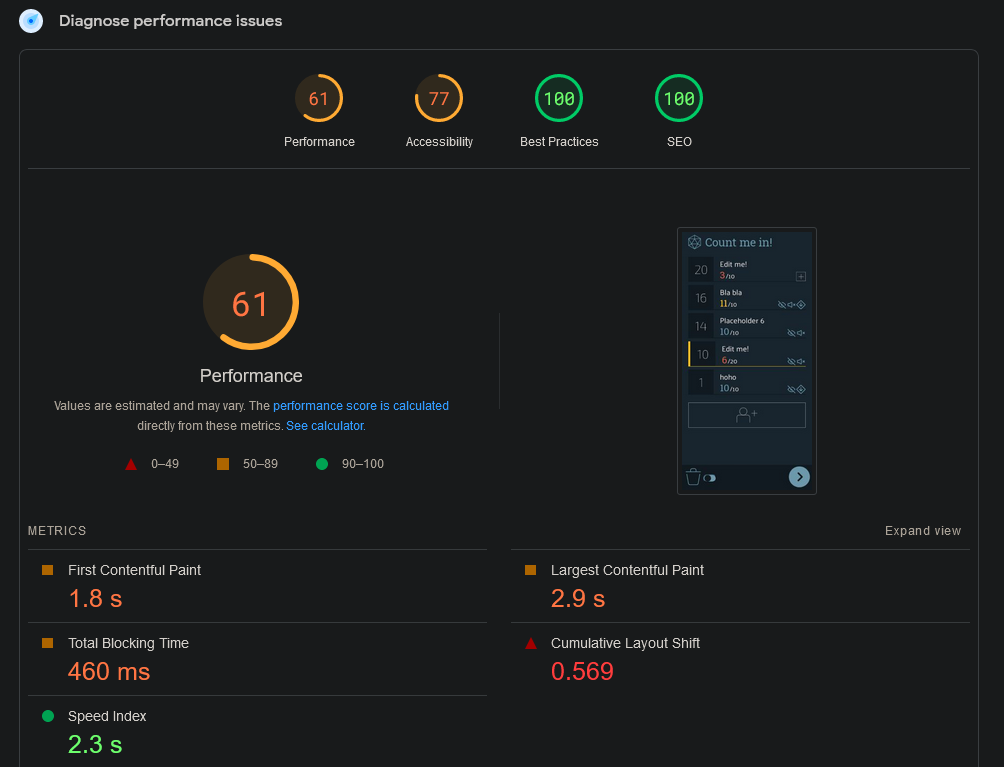 Diagnose performance issues
61
77
100
100
Performance
Accessibility
Best Practices
SEO
61
Performance
Values are estimated and may vary. The performance score is calculated
directly from these metrics. See calculator.
0–49
50–89
90–100
Count me in!
20
Edit me!
3/10
16
Bla bla
11/10
14
Placeholder 6
10/10
10
Edit me!
6/20
1
hoho
10/10
METRICS
Expand view
First Contentful Paint
1.8 s
Largest Contentful Paint
2.9 s
Total Blocking Time
460 ms
Cumulative Layout Shift
0.569
Speed Index
2.3 s